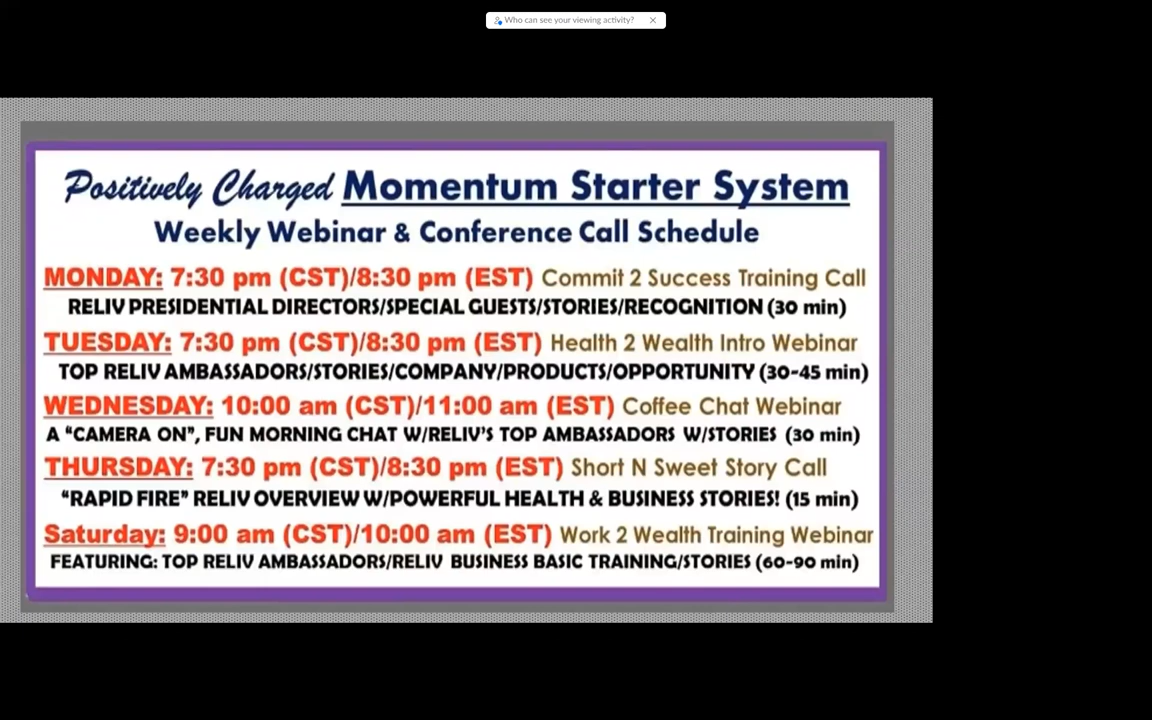 Who can see your viewing activity?
Positively Charged Momentum Starter System
Weekly Webinar & Conference Call Schedule
MONDAY: 7:30 pm (CST)/8:30 pm (EST) Commit 2 Success Training Call
RELIV PRESIDENTIAL DIRECTORS/SPECIAL GUESTS/STORIES/RECOGNITION (30 min)
TUESDAY: 7:30 pm (CST)/8:30 pm (EST) Health 2 Wealth Intro Webinar
TOP RELIV AMBASSADORS/STORIES/COMPANY/PRODUCTS/OPPORTUNITY (30-45 min)
WEDNESDAY: 10:00 am (CST)/11:00 am (EST) Coffee Chat Webinar
A “CAMERA ON”, FUN MORNING CHAT W/RELIV’S TOP AMBASSADORS W/STORIES (30 min)
THURSDAY: 7:30 pm (CST)/8:30 pm (EST) Short N Sweet Story Call
“RAPID FIRE” RELIV OVERVIEW W/POWERFUL HEALTH & BUSINESS STORIES! (15 min)
Saturday: 9:00 am (CST)/10:00 am (EST) Work 2 Wealth Training Webinar
FEATURING: TOP RELIV AMBASSADORS/RELIV BUSINESS BASIC TRAINING/STORIES (60-90 min)